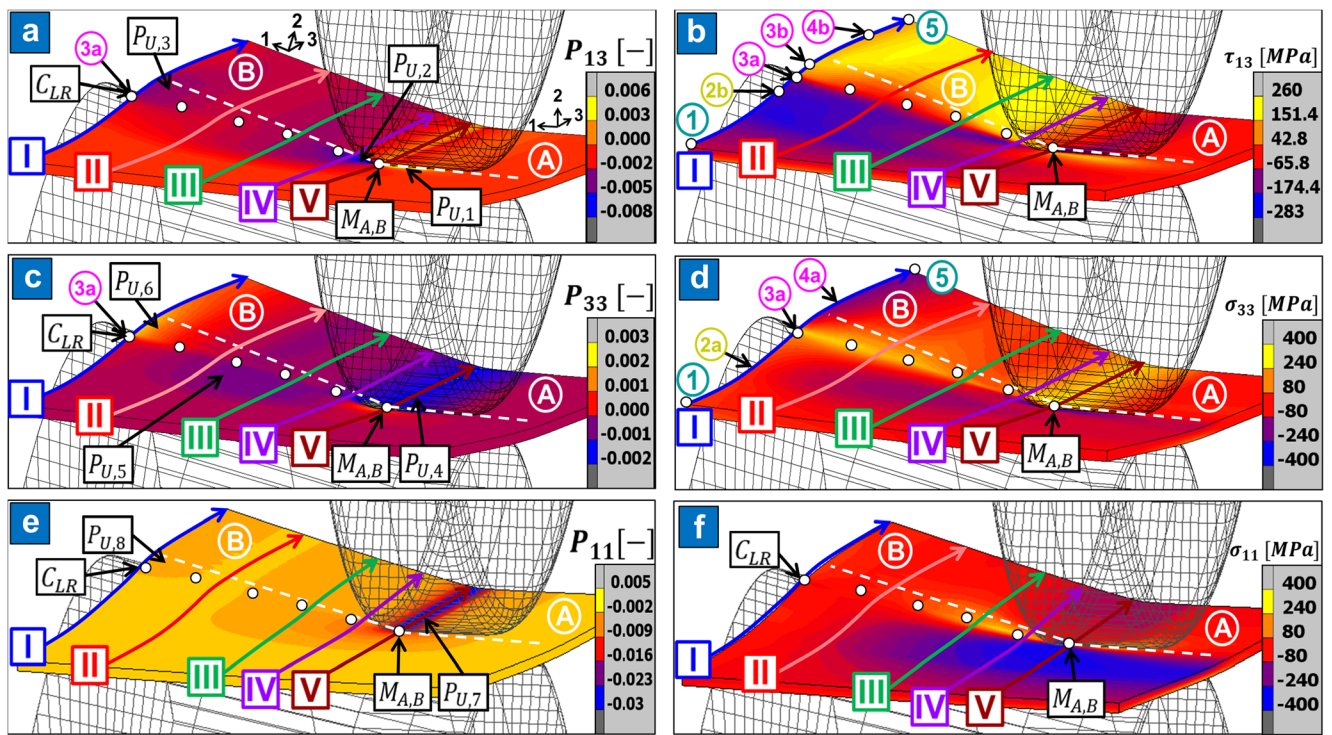 a
3a
P_{U,3}
C_{LR}
B
1
2
3
P_{U,2}
1
2
3
A
I
II
III
IV
V
M_{A,B}
P_{U,1}
P_{13} [−]
0.006
0.003
0.000
-0.002
-0.005
-0.008
b
3b
4b
5
3a
2b
1
B
A
I
II
III
IV
V
M_{A,B}
τ_{13} [MPa]
260
151.4
42.8
-65.8
-174.4
-283
c
3a
P_{U,6}
C_{LR}
B
A
I
II
III
IV
V
P_{U,5}
M_{A,B}
P_{U,4}
P_{33} [−]
0.003
0.002
0.001
0.000
-0.001
-0.002
d
4a
3a
5
2a
1
B
A
I
II
III
IV
V
M_{A,B}
σ_{33} [MPa]
400
240
80
-80
-240
-400
e
P_{U,8}
C_{LR}
B
A
I
II
III
IV
V
M_{A,B}
P_{U,7}
P_{11} [−]
0.005
-0.002
-0.009
-0.016
-0.023
-0.03
f
C_{LR}
B
A
I
II
III
IV
V
M_{A,B}
σ_{11} [MPa]
400
240
80
-80
-240
-400